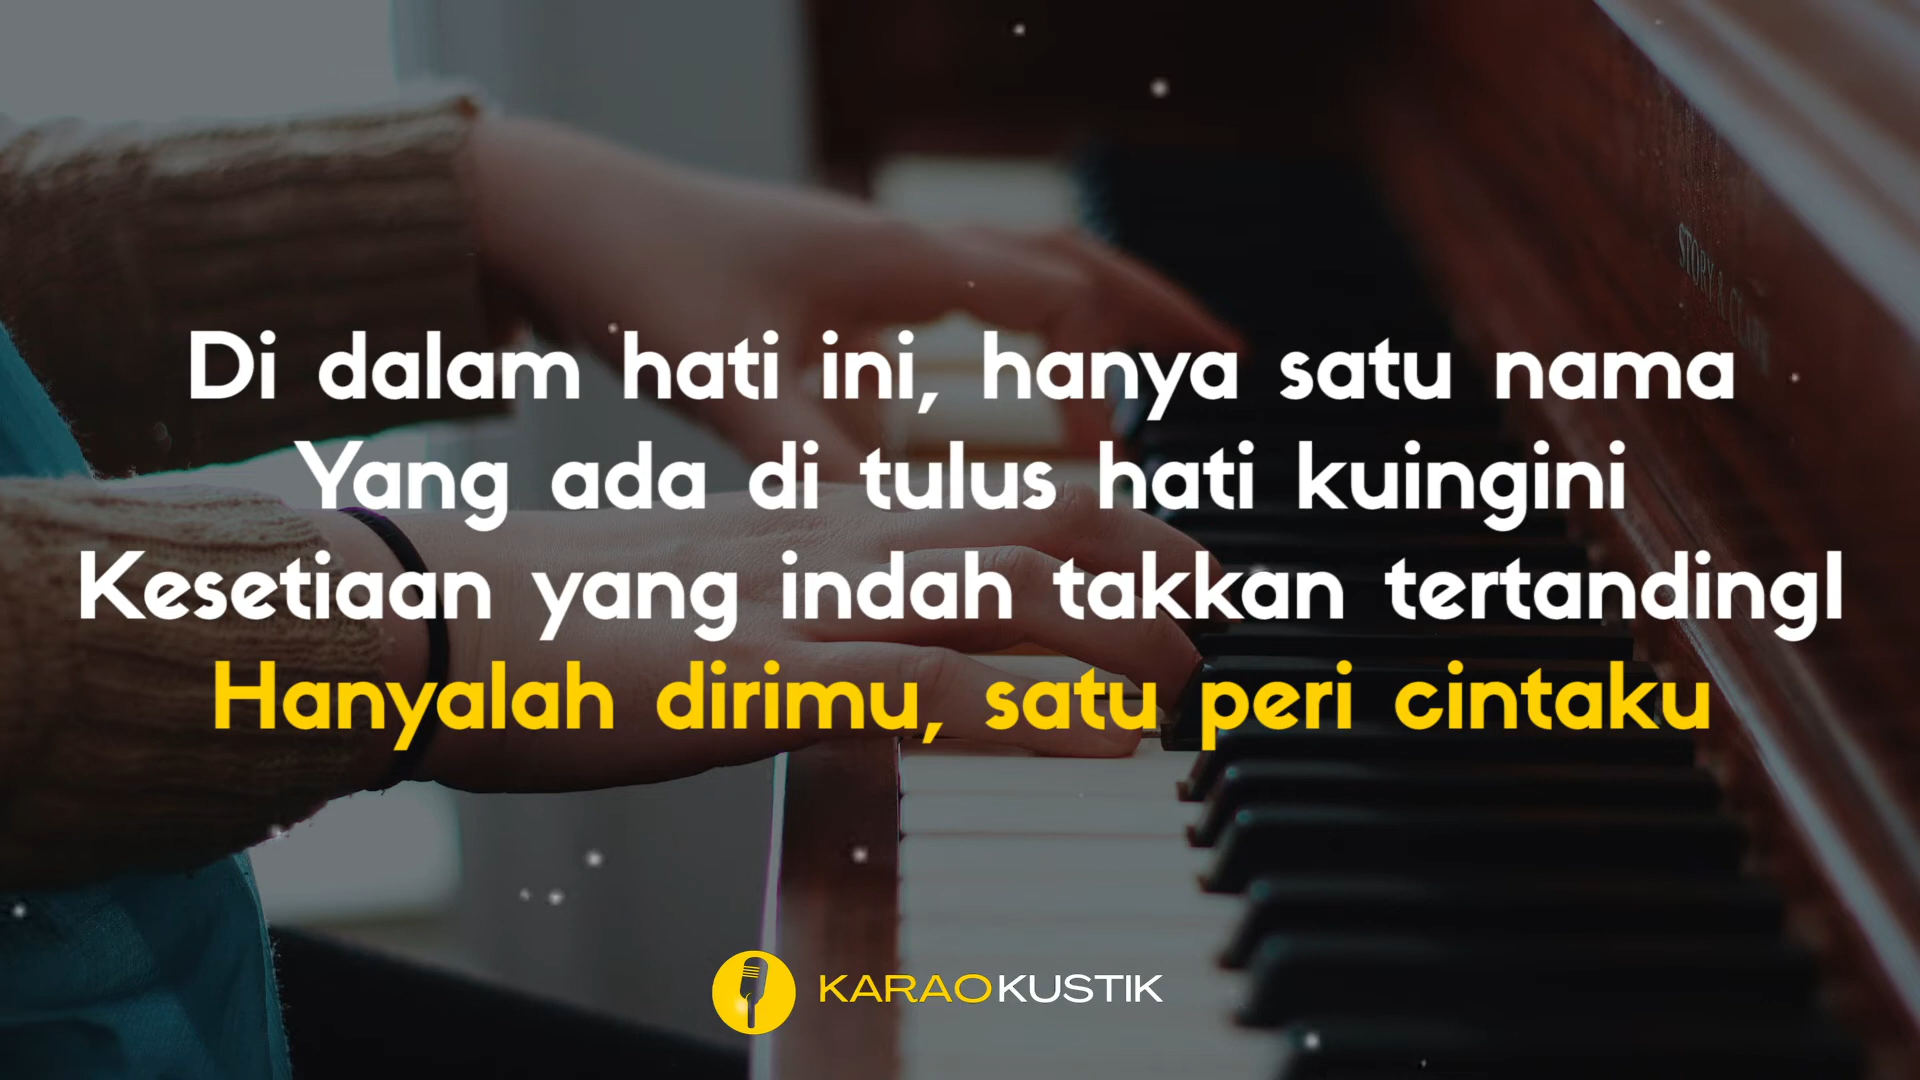 Di dalam hati ini, hanya satu nama
Yang ada di tulus hati kuingini
Kesetiaan yang indah takkan tertandingl
Hanyalah dirimu, satu peri cintaku
KARAOKUSTIK